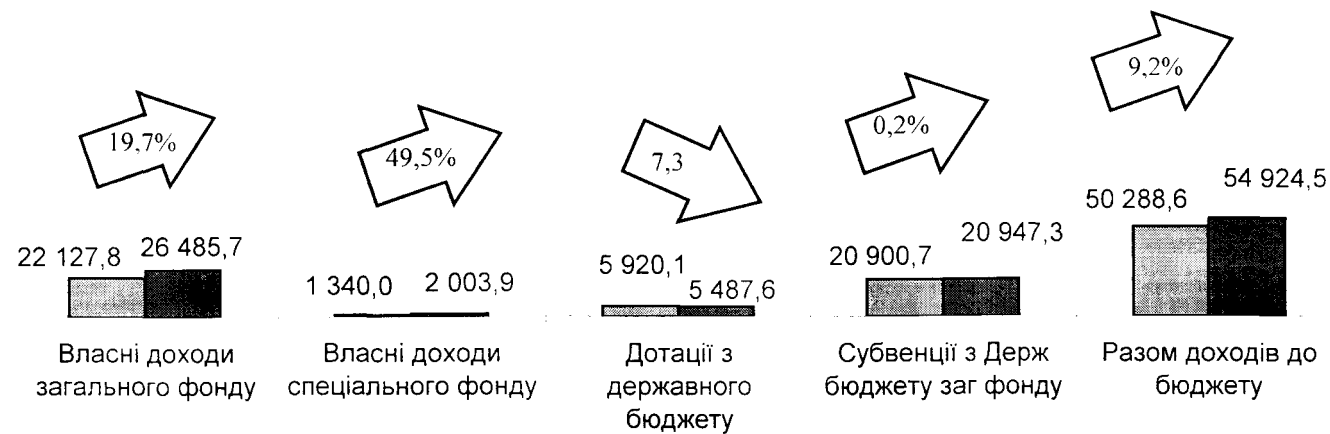 19,7%
49,5%
7,3
0,2%
9,2%
22 127,8
26 485,7
1 340,0
2 003,9
5 920,1
5 487,6
20 900,7
20 947,3
50 288,6
54 924,5
Власні доходи
загального фонду
Власні доходи
спеціального фонду
Дотації з
державного
бюджету
Субвенції з Держ
бюджету заг фонду
Разом доходів до
бюджету